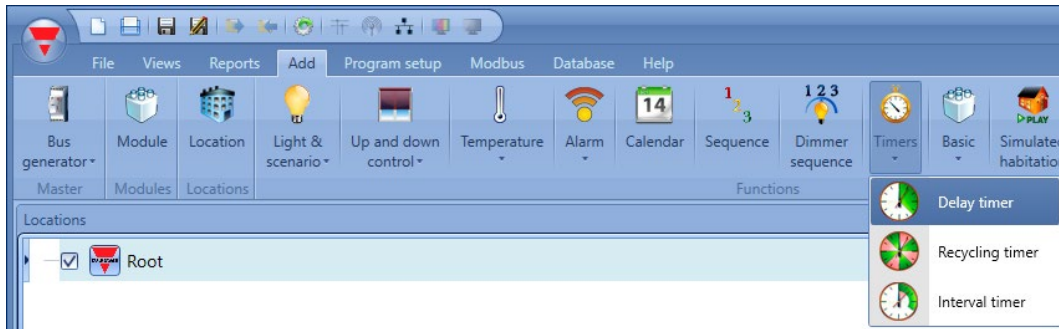 File Views Reports Add Program setup Modbus Database Help
Bus generator
Module
Location
Light & scenario
Up and down control
Temperature
Alarm
14
Calendar
1 2 3
Sequence
1 2 3
Dimmer sequence
Timers
Basic
PLAY
Simulate
habitatio
Master Modules Locations Functions
Locations
Root
Delay timer
Recycling timer
Interval timer